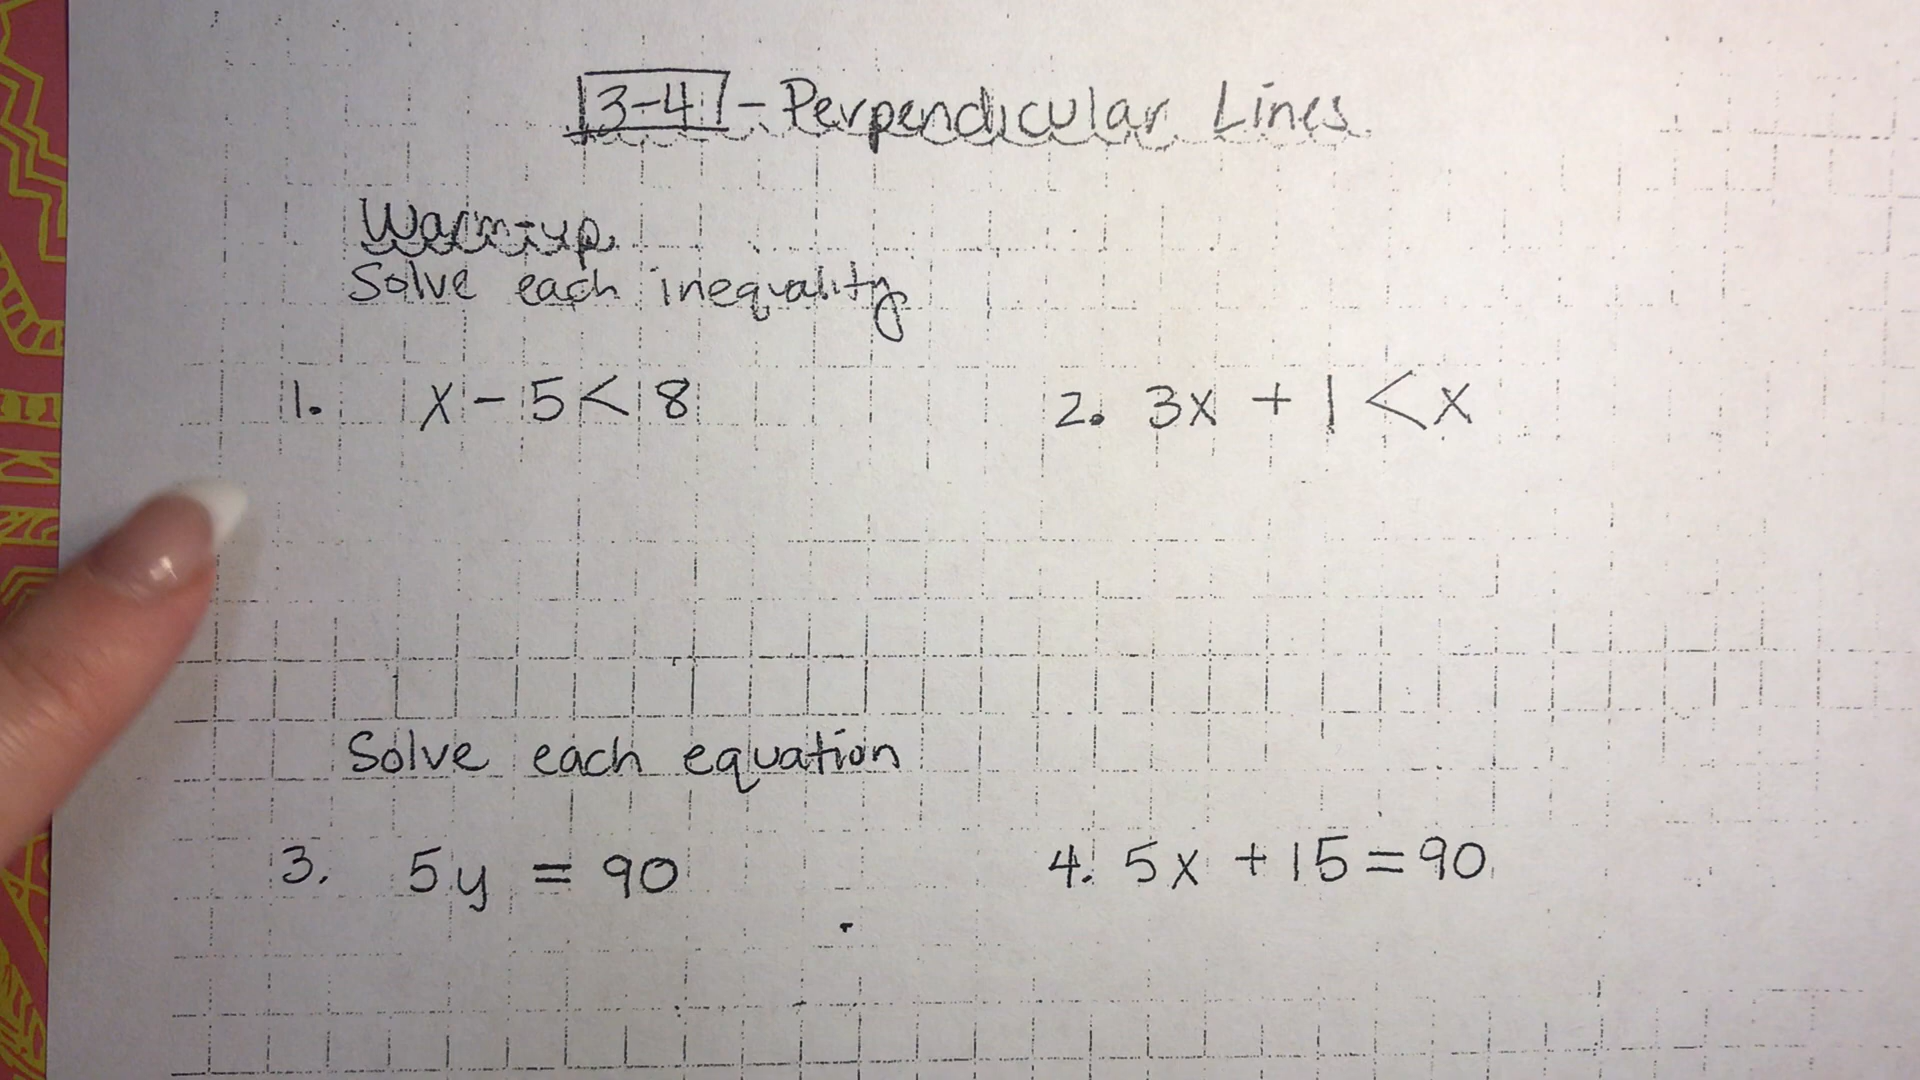 3-4 - Perpendicular Lines
Warm-up
Solve each inequality
1. x - 5 < 8
2. 3x + 1 < x
Solve each equation
3. 5y = 90
4. 5x + 15 = 90